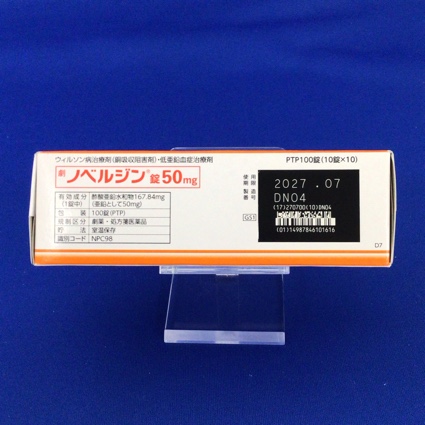 ウィルソン病治療剤(銅吸収阻害剤)・低亜鉛血症治療剤
PTP100錠(10錠×10)
劇 ノベルジン®錠50mg
有効成分(1錠中) 酢酸亜鉛水和物167.84mg(亜鉛として50mg)
包装 100錠(PTP)
規制区分 劇薬・処方箋医薬品
貯法 室温保存
識別コード NPC98
使用期限 2027.07
製造番号 DN04
(17)270700(10)DN04
GS1
(01)14987846101616
D7